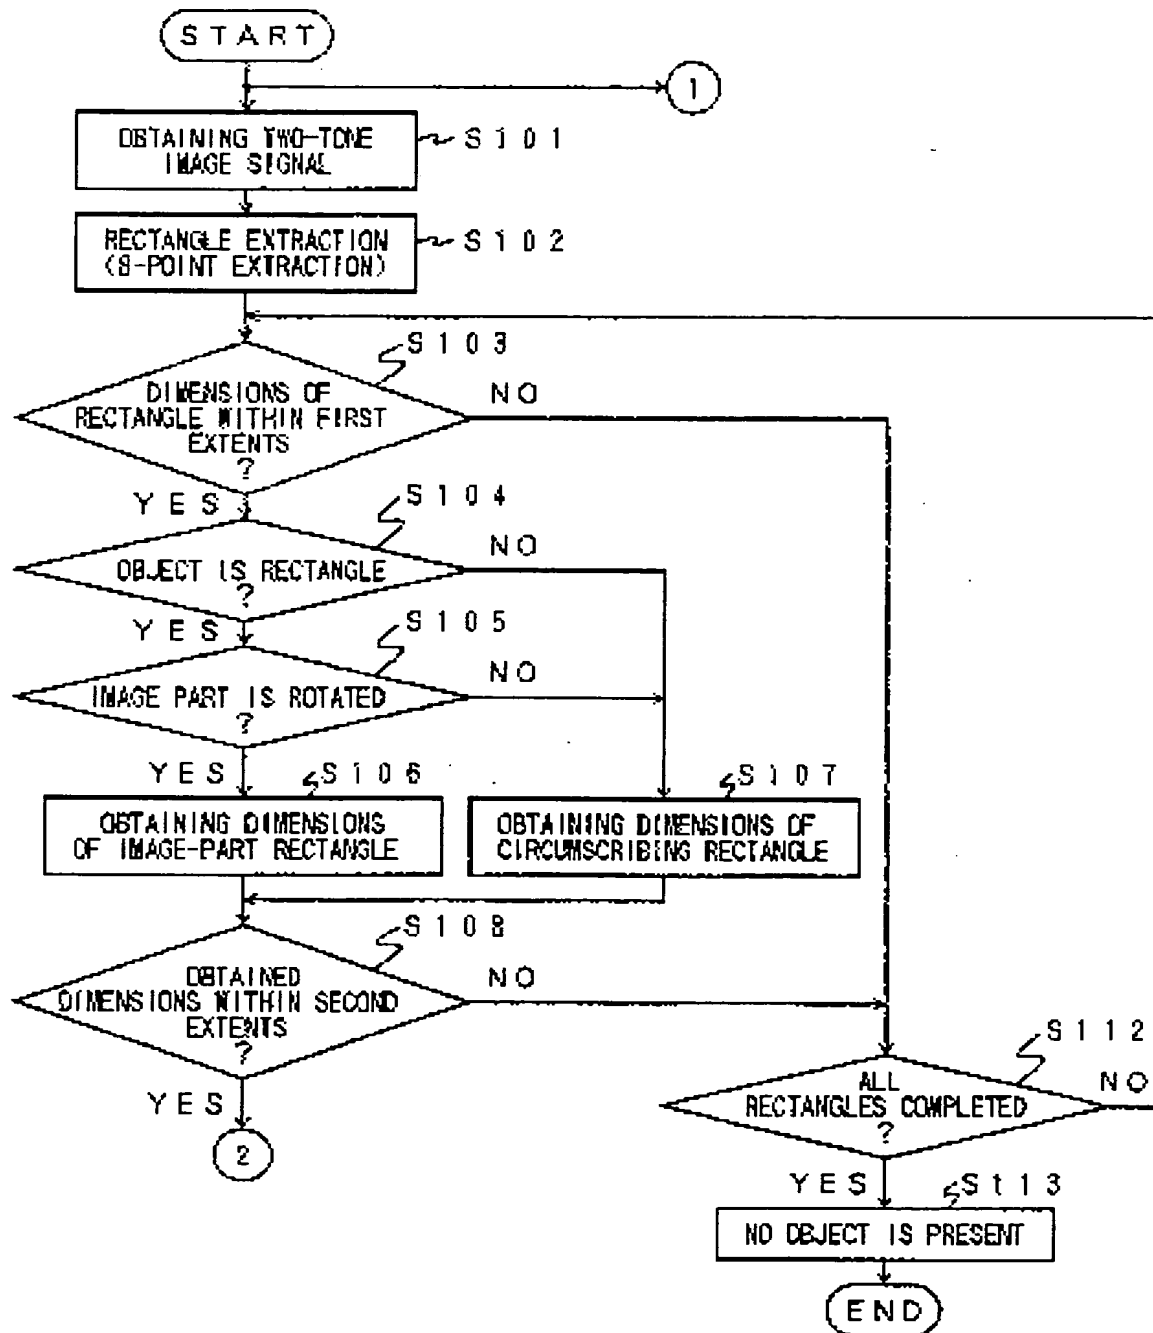 START
1
OBTAINING TWO-TONE
IMAGE SIGNAL
S101
RECTANGLE EXTRACTION
(8-POINT EXTRACTION)
S102
S103
DIMENSIONS OF
RECTANGLE WITHIN FIRST
EXTENTS
?
NO
YES
S104
OBJECT IS RECTANGLE
?
NO
YES
S105
IMAGE PART IS ROTATED
?
NO
YES
S106
OBTAINING DIMENSIONS
OF IMAGE-PART RECTANGLE
S107
OBTAINING DIMENSIONS OF
CIRCUMSCRIBING RECTANGLE
S108
OBTAINED
DIMENSIONS WITHIN SECOND
EXTENTS
?
NO
YES
2
S112
ALL
RECTANGLES COMPLETED
?
NO
YES
S113
NO OBJECT IS PRESENT
END